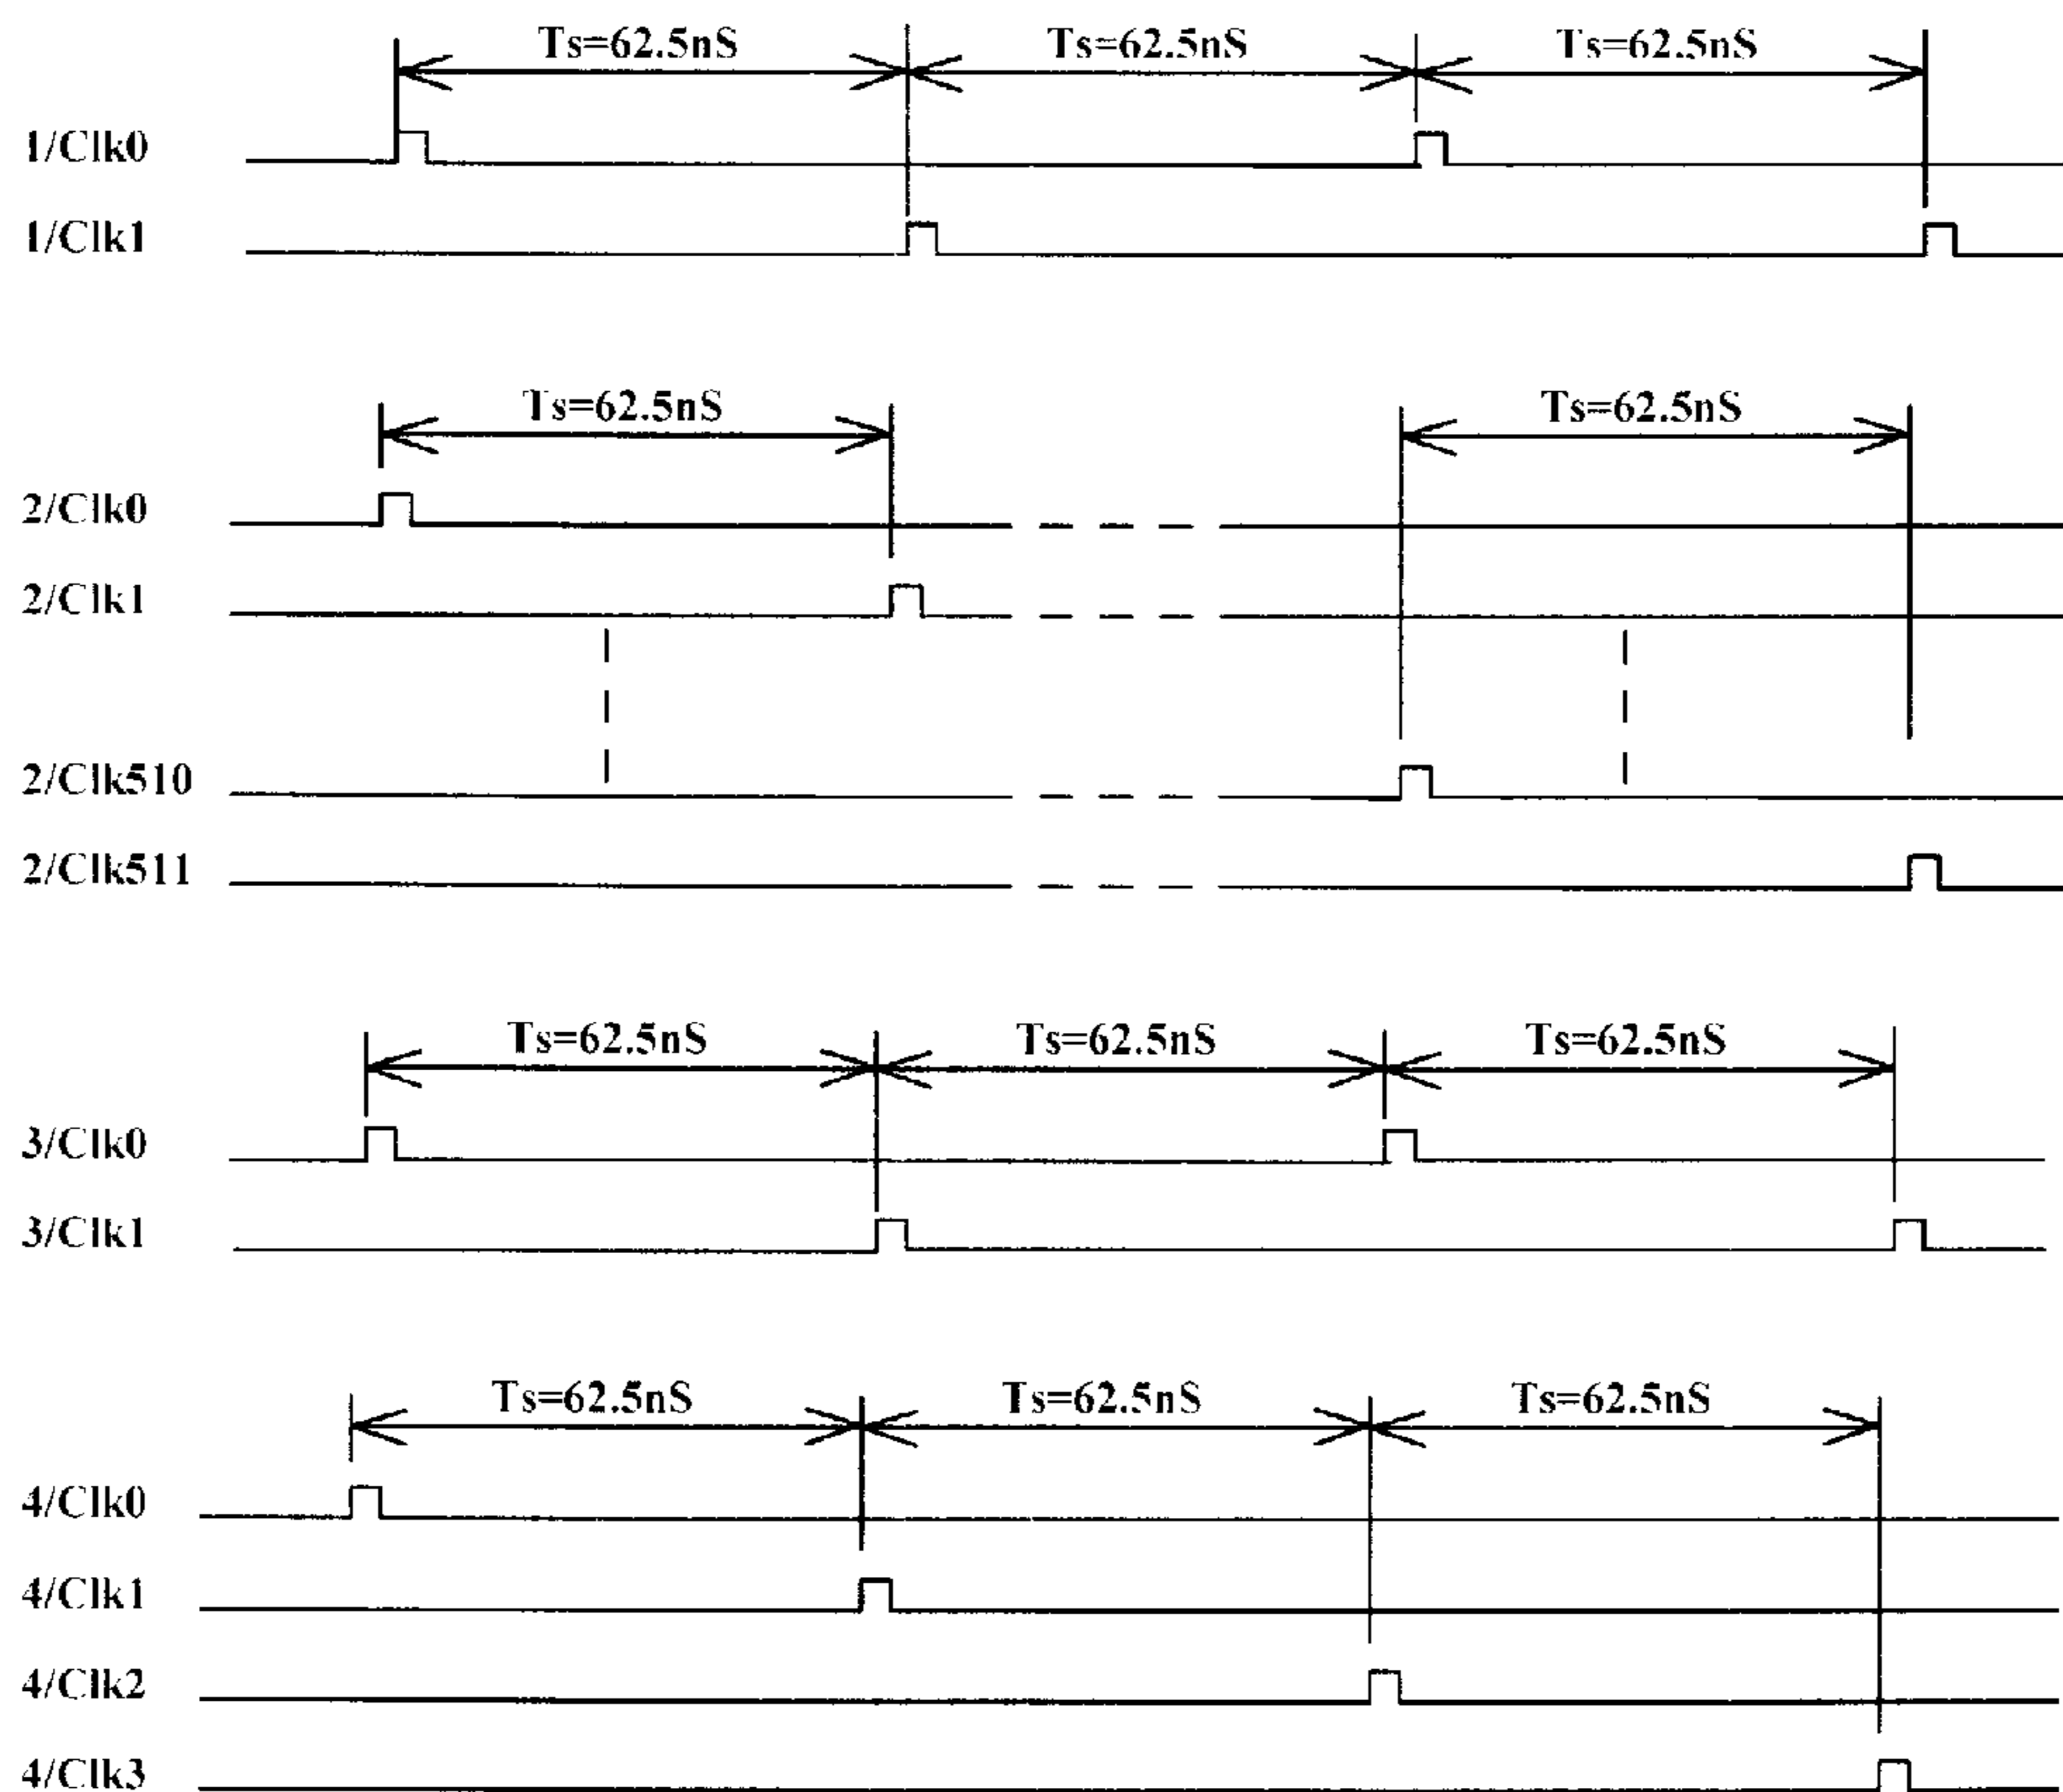 Ts=62.5nS Ts=62.5nS Ts=62.5nS
1/Clk0
1/Clk1
Ts=62.5nS Ts=62.5nS
2/Clk0
2/Clk1
2/Clk510
2/Clk511
Ts=62.5nS Ts=62.5nS Ts=62.5nS
3/Clk0
3/Clk1
Ts=62.5nS Ts=62.5nS Ts=62.5nS
4/Clk0
4/Clk1
4/Clk2
4/Clk3